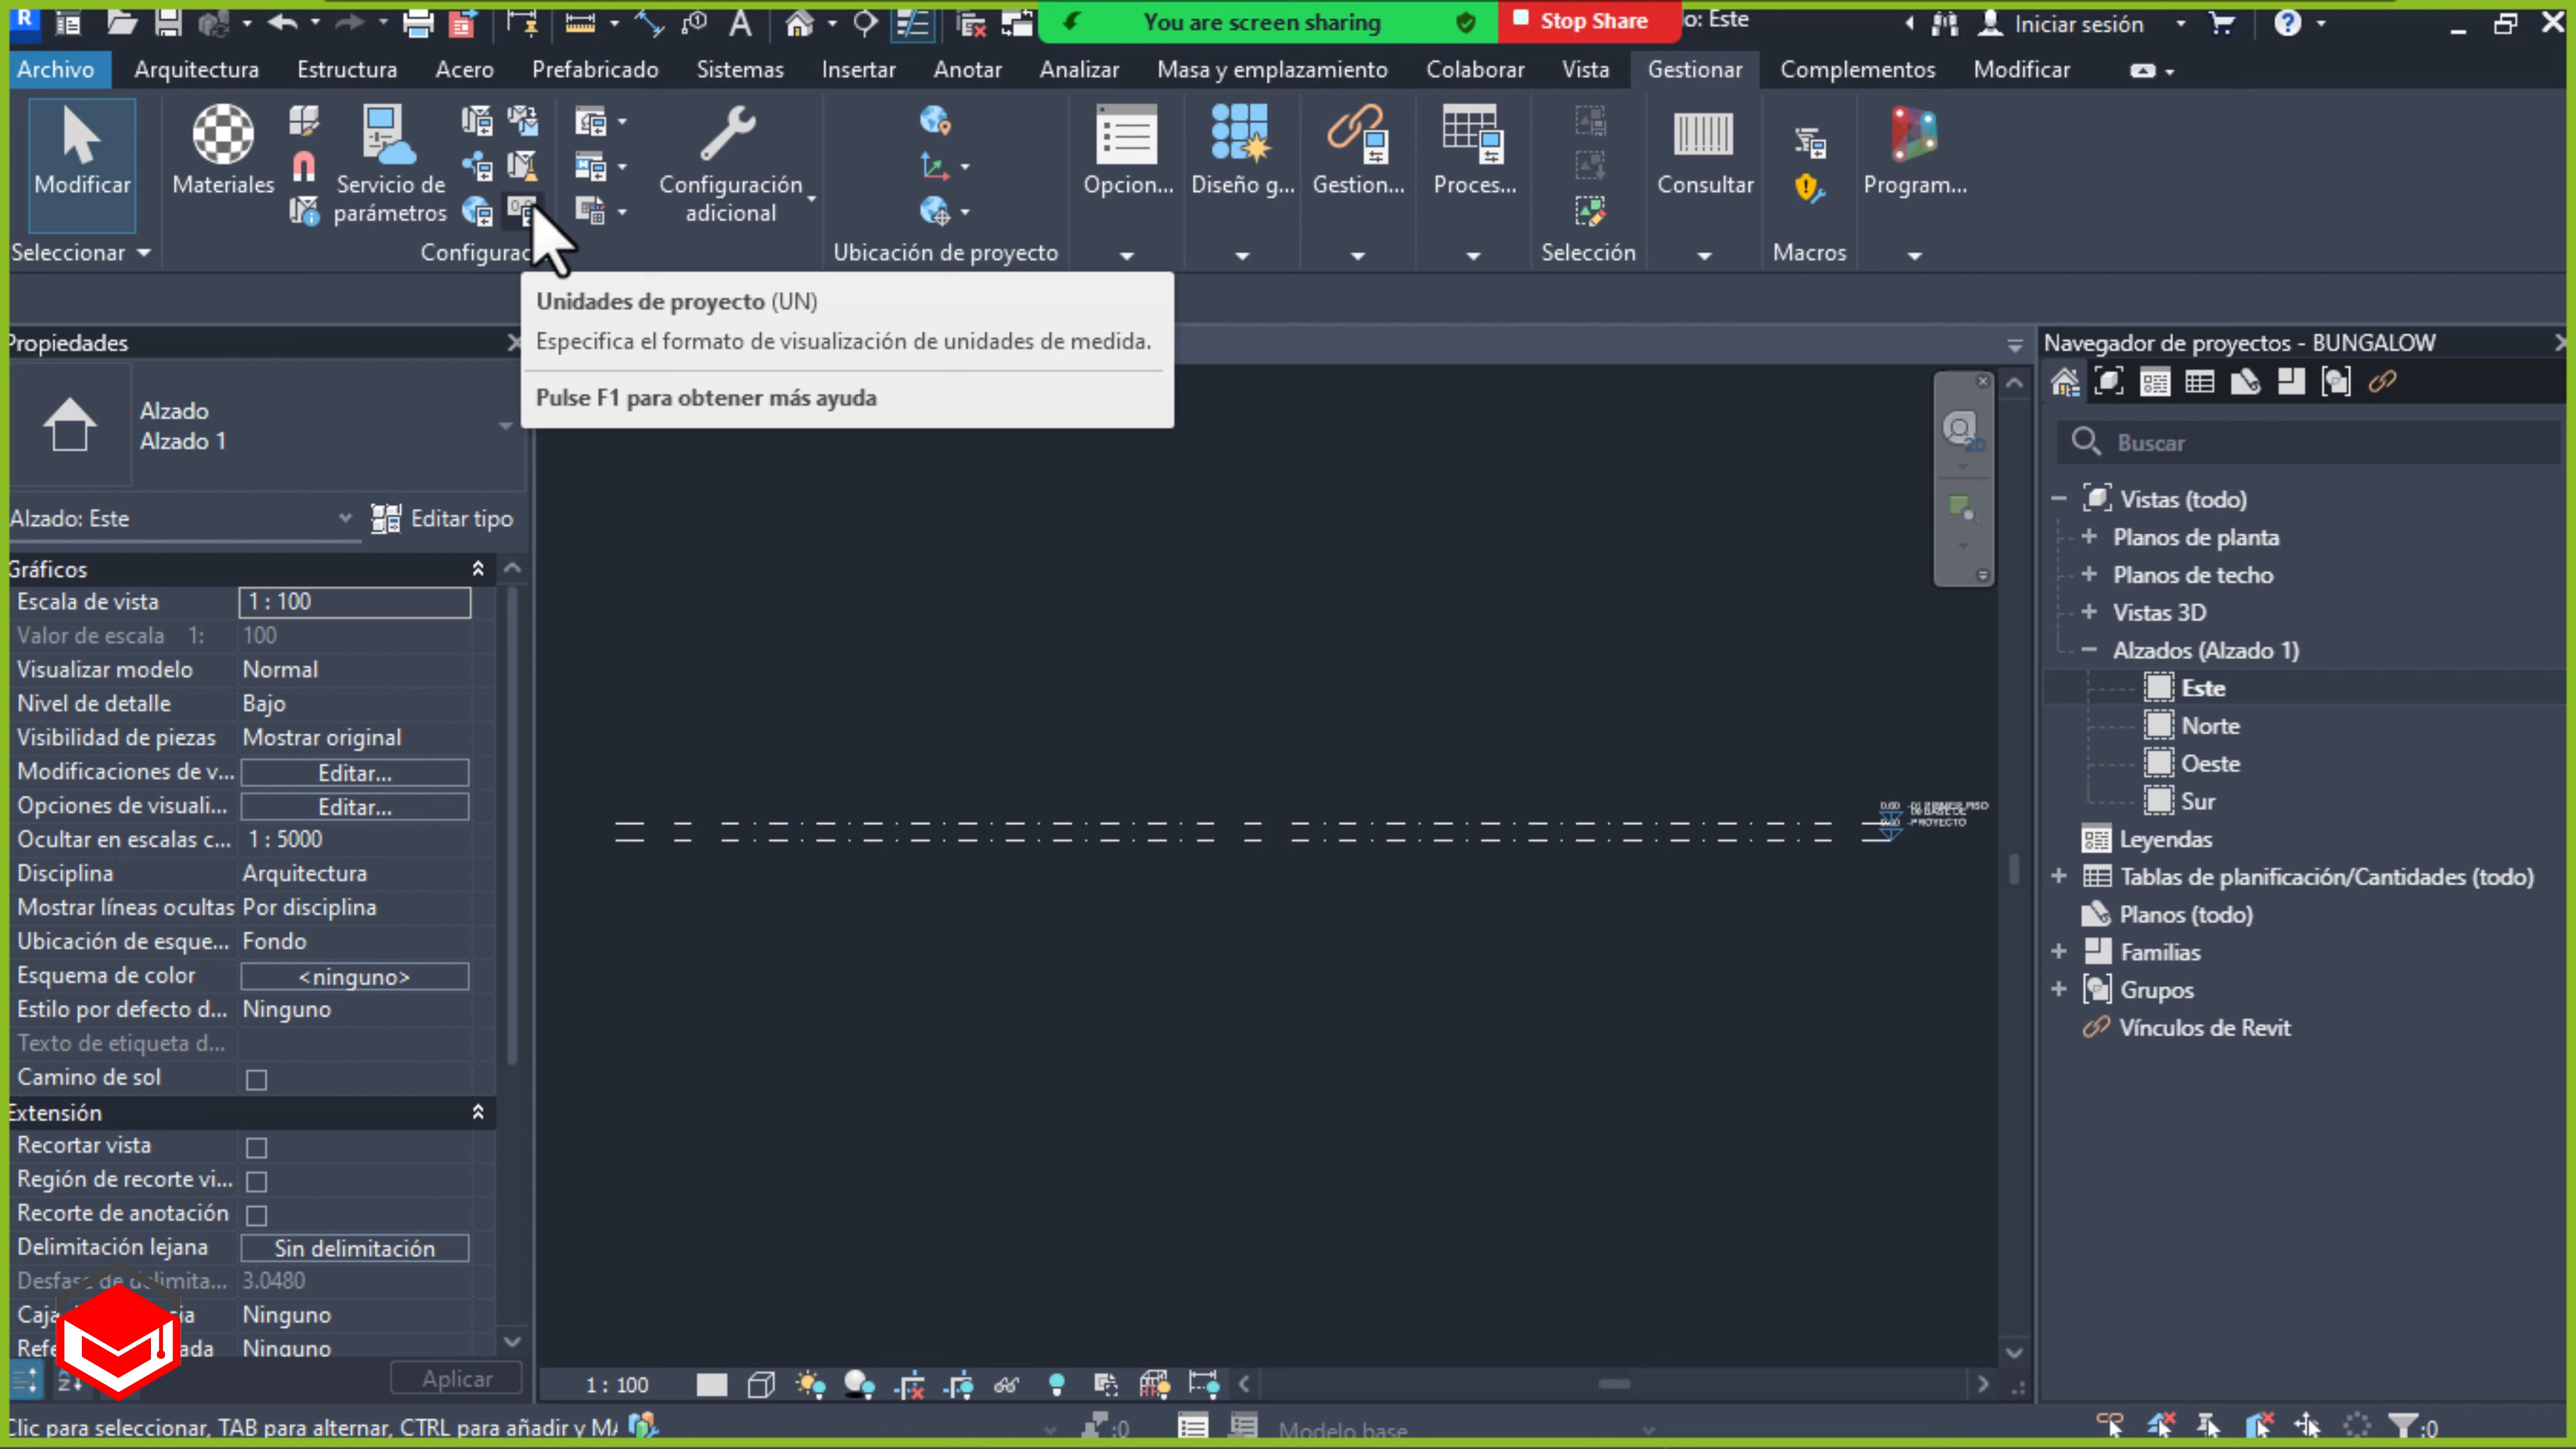 You are screen sharing
Stop Share
o: Este
Iniciar sesión
Archivo
Arquitectura
Estructura
Acero
Prefabricado
Sistemas
Insertar
Anotar
Analizar
Masa y emplazamiento
Colaborar
Vista
Gestionar
Complementos
Modificar
Modificar
Materiales
Servicio de
parámetros
Configuración
adicional
Opcion...
Diseño g...
Gestion...
Proces...
Consultar
Program...
Seleccionar
Configurac
Ubicación de proyecto
Selección
Macros
Unidades de proyecto (UN)
Especifica el formato de visualización de unidades de medida.
Pulse F1 para obtener más ayuda
Propiedades
Alzado
Alzado 1
Alzado: Este
Editar tipo
Gráficos
Escala de vista 1 : 100
Valor de escala 1: 100
Visualizar modelo Normal
Nivel de detalle Bajo
Visibilidad de piezas Mostrar original
Modificaciones de v... Editar...
Opciones de visuali... Editar...
Ocultar en escalas c... 1 : 5000
Disciplina Arquitectura
Mostrar líneas ocultas Por disciplina
Ubicación de esque... Fondo
Esquema de color <ninguno>
Estilo por defecto d... Ninguno
Texto de etiqueta d...
Camino de sol
Extensión
Recortar vista
Región de recorte vi...
Recorte de anotación
Delimitación lejana Sin delimitación
3.0480
Ninguno
Ninguno
Aplicar
PROYECTO
1 : 100
Clic para seleccionar, TAB para alternar, CTRL para añadir y MA
:0
Modelo base
:0
Navegador de proyectos - BUNGALOW
Buscar
Vistas (todo)
Planos de planta
Planos de techo
Vistas 3D
Alzados (Alzado 1)
Este
Norte
Oeste
Sur
Leyendas
Tablas de planificación/Cantidades (todo)
Planos (todo)
Familias
Grupos
Vínculos de Revit